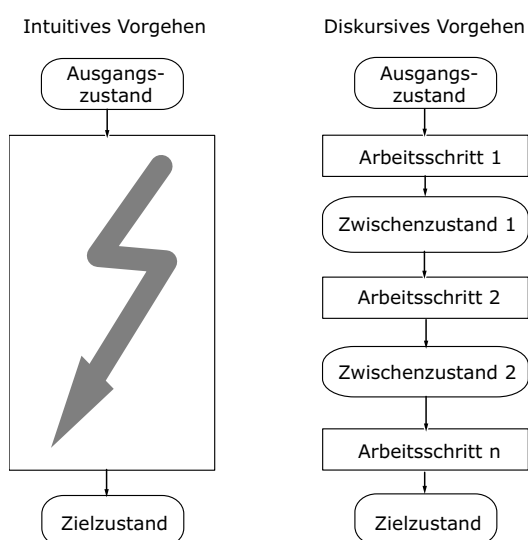 Intuitives Vorgehen
Ausgangs-
zustand
Zielzustand
Diskursives Vorgehen
Ausgangs-
zustand
Arbeitsschritt 1
Zwischenzustand 1
Arbeitsschritt 2
Zwischenzustand 2
Arbeitsschritt n
Zielzustand